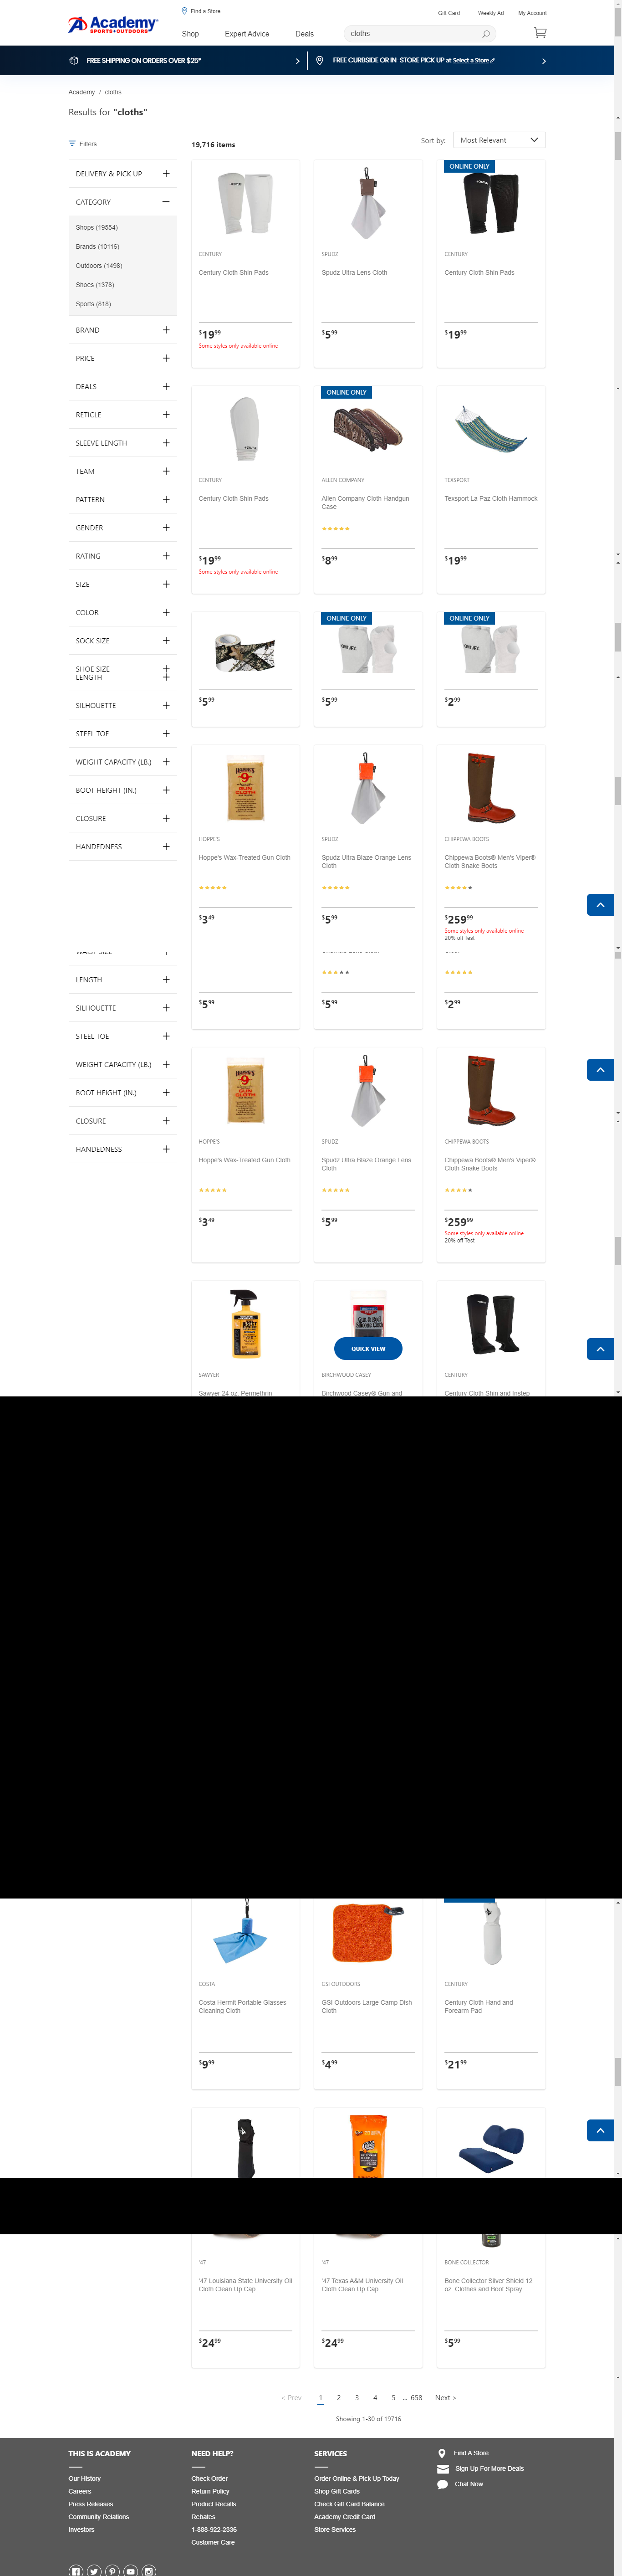 Find a Store
Gift Card
Weekly Ad
My Account
Academy
SPORTS+OUTDOORS
Shop
Expert Advice
Deals
cloths
FREE SHIPPING ON ORDERS OVER $25*
FREE CURBSIDE OR IN-STORE PICK UP at Select a Store
Academy / cloths
Results for "cloths"
Filters
19,716 items
Sort by:
Most Relevant
DELIVERY & PICK UP
CATEGORY
Shops (19554)
Brands (10116)
Outdoors (1498)
Shoes (1378)
Sports (818)
BRAND
PRICE
DEALS
RETICLE
SLEEVE LENGTH
TEAM
PATTERN
GENDER
RATING
SIZE
COLOR
SOCK SIZE
SHOE SIZE
LENGTH
SILHOUETTE
STEEL TOE
WEIGHT CAPACITY (LB.)
BOOT HEIGHT (IN.)
CLOSURE
HANDEDNESS
CENTURY
Century Cloth Shin Pads
$19.99
Some styles only available online
SPUDZ
Spudz Ultra Lens Cloth
$5.99
ONLINE ONLY
CENTURY
Century Cloth Shin Pads
$19.99
CENTURY
Century Cloth Shin Pads
$19.99
Some styles only available online
ONLINE ONLY
ALLEN COMPANY
Allen Company Cloth Handgun
Case
$8.99
TEXSPORT
Texsport La Paz Cloth Hammock
$19.99
$5.99
ONLINE ONLY
CENTURY.
$5.99
ONLINE ONLY
CENTURY.
$2.99
HOPPE'S
9
GUN
CLOTH
HOPPE'S
Hoppe's Wax-Treated Gun Cloth
$3.49
SPUDZ
Spudz Ultra Blaze Orange Lens
Cloth
$5.99
CHIPPEWA BOOTS
Chippewa Boots® Men's Viper®
Cloth Snake Boots
$259.99
Some styles only available online
20% off Test
LENGTH
SILHOUETTE
STEEL TOE
WEIGHT CAPACITY (LB.)
BOOT HEIGHT (IN.)
CLOSURE
HANDEDNESS
$5.99
$5.99
$2.99
HOPPE'S
9
GUN
CLOTH
HOPPE'S
Hoppe's Wax-Treated Gun Cloth
$3.49
SPUDZ
Spudz Ultra Blaze Orange Lens
Cloth
$5.99
CHIPPEWA BOOTS
Chippewa Boots® Men's Viper®
Cloth Snake Boots
$259.99
Some styles only available online
20% off Test
SAWYER
Sawyer 24 oz. Permethrin
Gun & Reel
Silicone Cloth
QUICK VIEW
BIRCHWOOD CASEY
Birchwood Casey® Gun and
CENTURY
Century Cloth Shin and Instep
COSTA
Costa Hermit Portable Glasses
Cleaning Cloth
$9.99
GSI OUTDOORS
GSI Outdoors Large Camp Dish
Cloth
$4.99
CENTURY
Century Cloth Hand and
Forearm Pad
$21.99
'47
'47 Louisiana State University Oil
Cloth Clean Up Cap
$24.99
'47
'47 Texas A&M University Oil
Cloth Clean Up Cap
$24.99
BONE COLLECTOR
Bone Collector Silver Shield 12
oz. Clothes and Boot Spray
$5.99
< Prev 1 2 3 4 5 ... 658 Next >
Showing 1-30 of 19716
THIS IS ACADEMY
Our History
Careers
Press Releases
Community Relations
Investors
NEED HELP?
Check Order
Return Policy
Product Recalls
Rebates
1-888-922-2336
Customer Care
SERVICES
Order Online & Pick Up Today
Shop Gift Cards
Check Gift Card Balance
Academy Credit Card
Store Services
Find A Store
Sign Up For More Deals
Chat Now